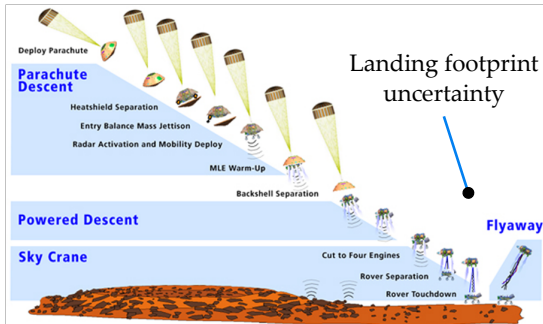 Deploy Parachute
Parachute
Descent
Landing footprint
uncertainty
Heatshield Separation
Entry Balance Mass Jettison
Radar Activation and Mobility Deploy
MLE Warm-Up
Backshell Separation
Powered Descent
Flyaway
Sky Crane
Cut to Four Engines
Rover Separation
Rover Touchdown